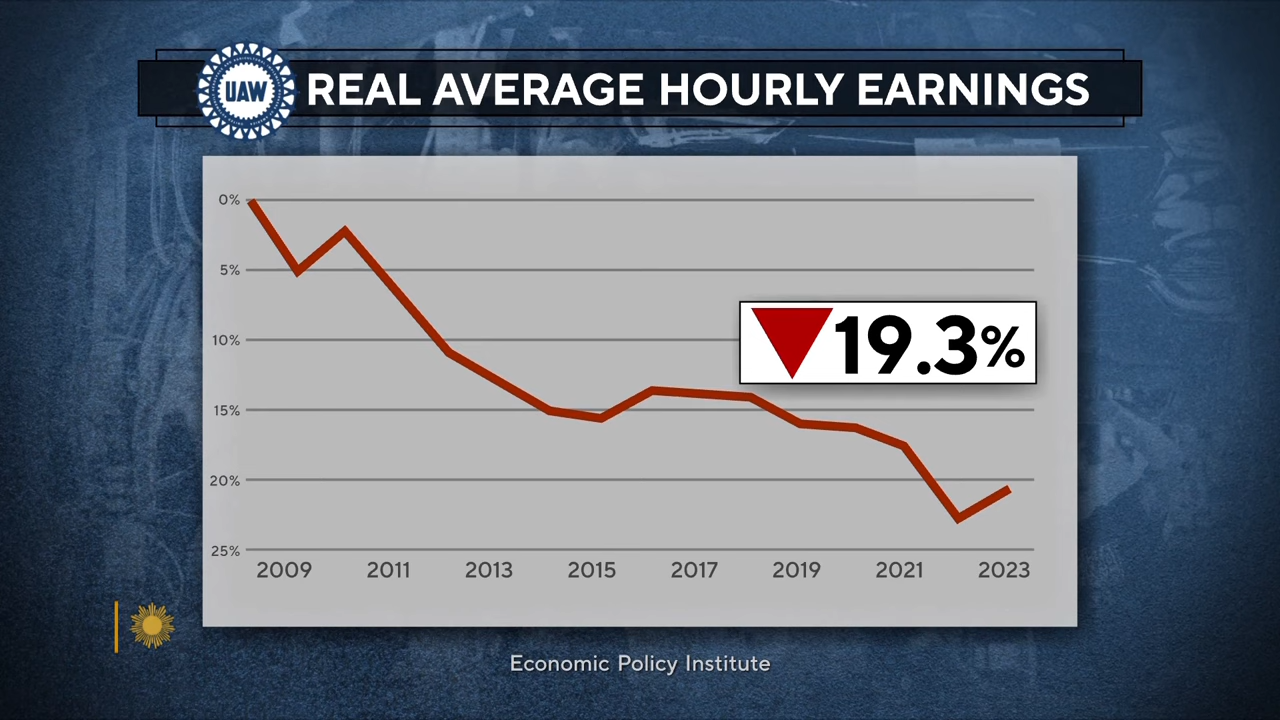 UAW REAL AVERAGE HOURLY EARNINGS
0%
5%
10%
15%
20%
25%
19.3%
2009 2011 2013 2015 2017 2019 2021 2023
Economic Policy Institute